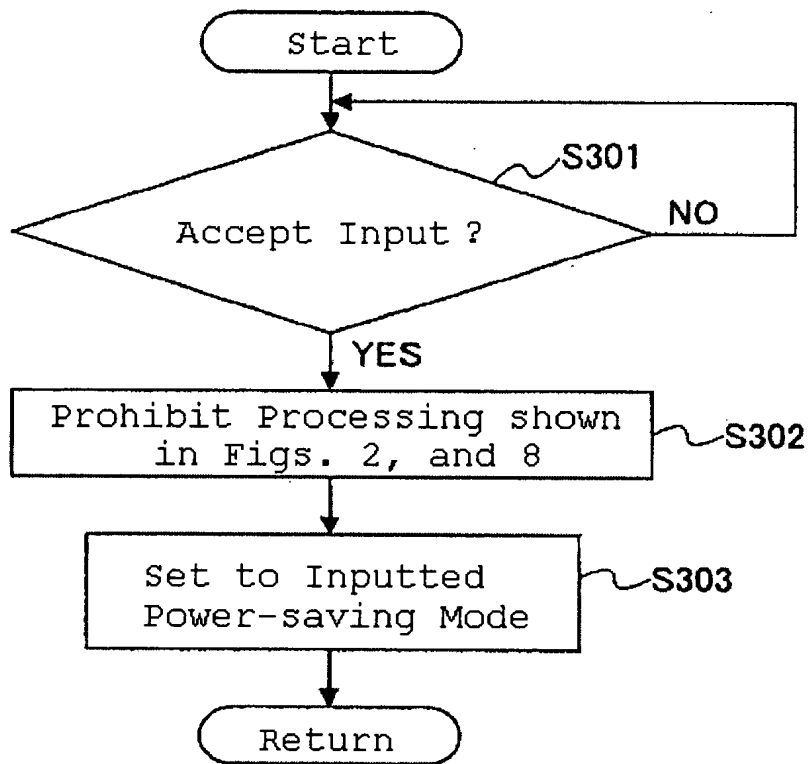 Start
S301
Accept Input ?
NO
YES
Prohibit Processing shown
in Figs. 2, and 8
S302
Set to Inputted
Power-saving Mode
S303
Return